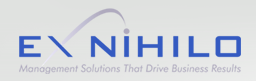 EX NIHILO
Management Solutions That Drive Business Results